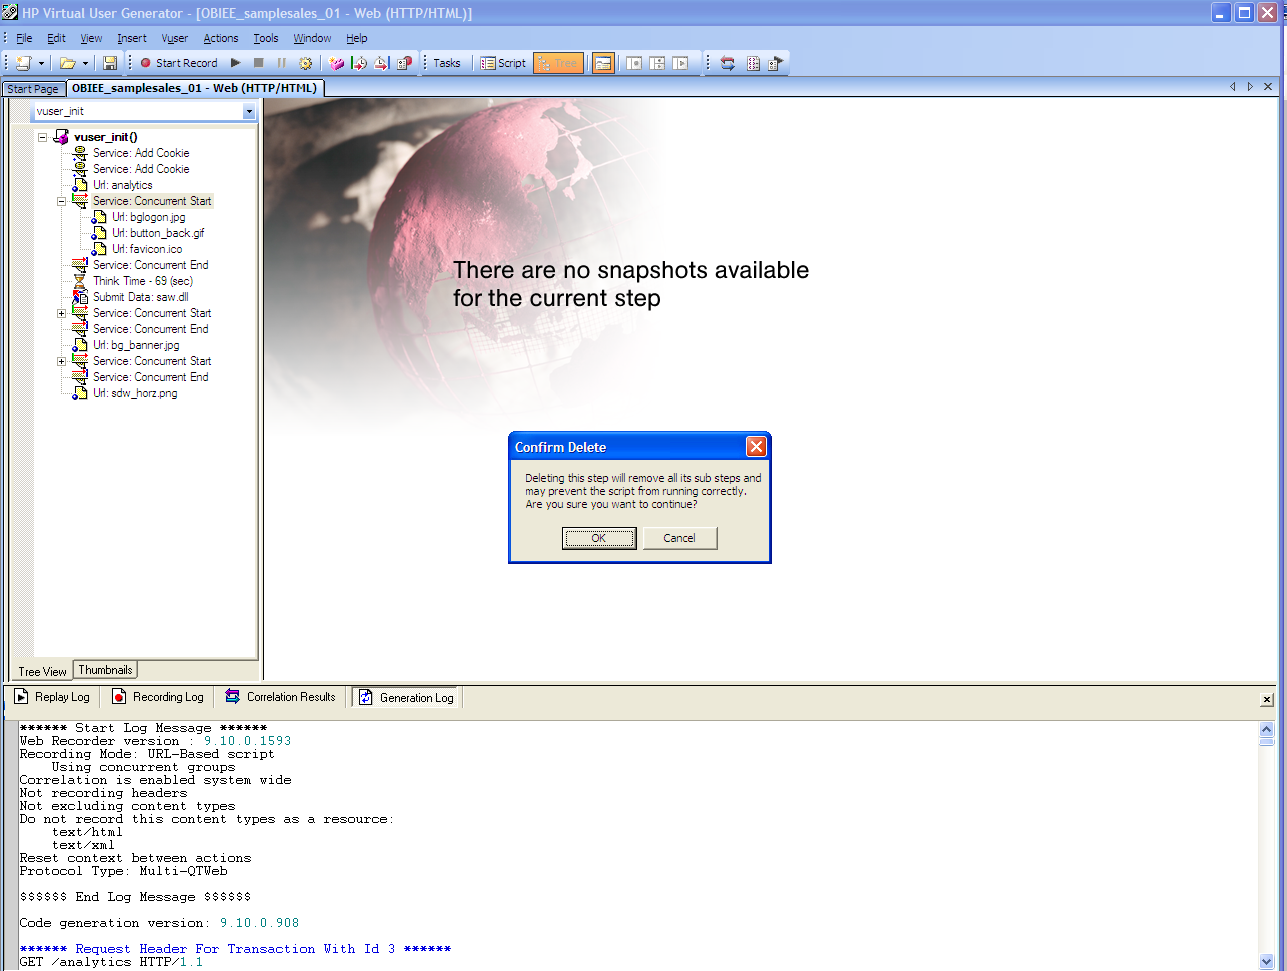 HP Virtual User Generator - [OBIEE_samplesales_01 - Web (HTTP/HTML)]
File Edit View Insert Vuser Actions Tools Window Help
Start Record Tasks Script Tree
Start Page OBIEE_samplesales_01 - Web (HTTP/HTML)
vuser_init
vuser_init()
Service: Add Cookie
Service: Add Cookie
Url: analytics
Service: Concurrent Start
Url: bglogon.jpg
Url: button_back.gif
Url: favicon.ico
Service: Concurrent End
Think Time - 69 (sec)
Submit Data: saw.dll
Service: Concurrent Start
Service: Concurrent End
Url: bg_banner.jpg
Service: Concurrent Start
Service: Concurrent End
Url: sdw_horz.png
There are no snapshots available
for the current step
Confirm Delete
Deleting this step will remove all its sub steps and
may prevent the script from running correctly.
Are you sure you want to continue?
OK Cancel
Tree View Thumbnails
Replay Log Recording Log Correlation Results Generation Log
****** Start Log Message ******
Web Recorder version : 9.10.0.1593
Recording Mode: URL-Based script
Using concurrent groups
Correlation is enabled system wide
Not recording headers
Not excluding content types
Do not record this content types as a resource:
text/html
text/xml
Reset context between actions
Protocol Type: Multi-QTWeb
$$$$$$ End Log Message $$$$$$
Code generation version: 9.10.0.908
****** Request Header For Transaction With Id 3 ******
GET /analytics HTTP/1.1